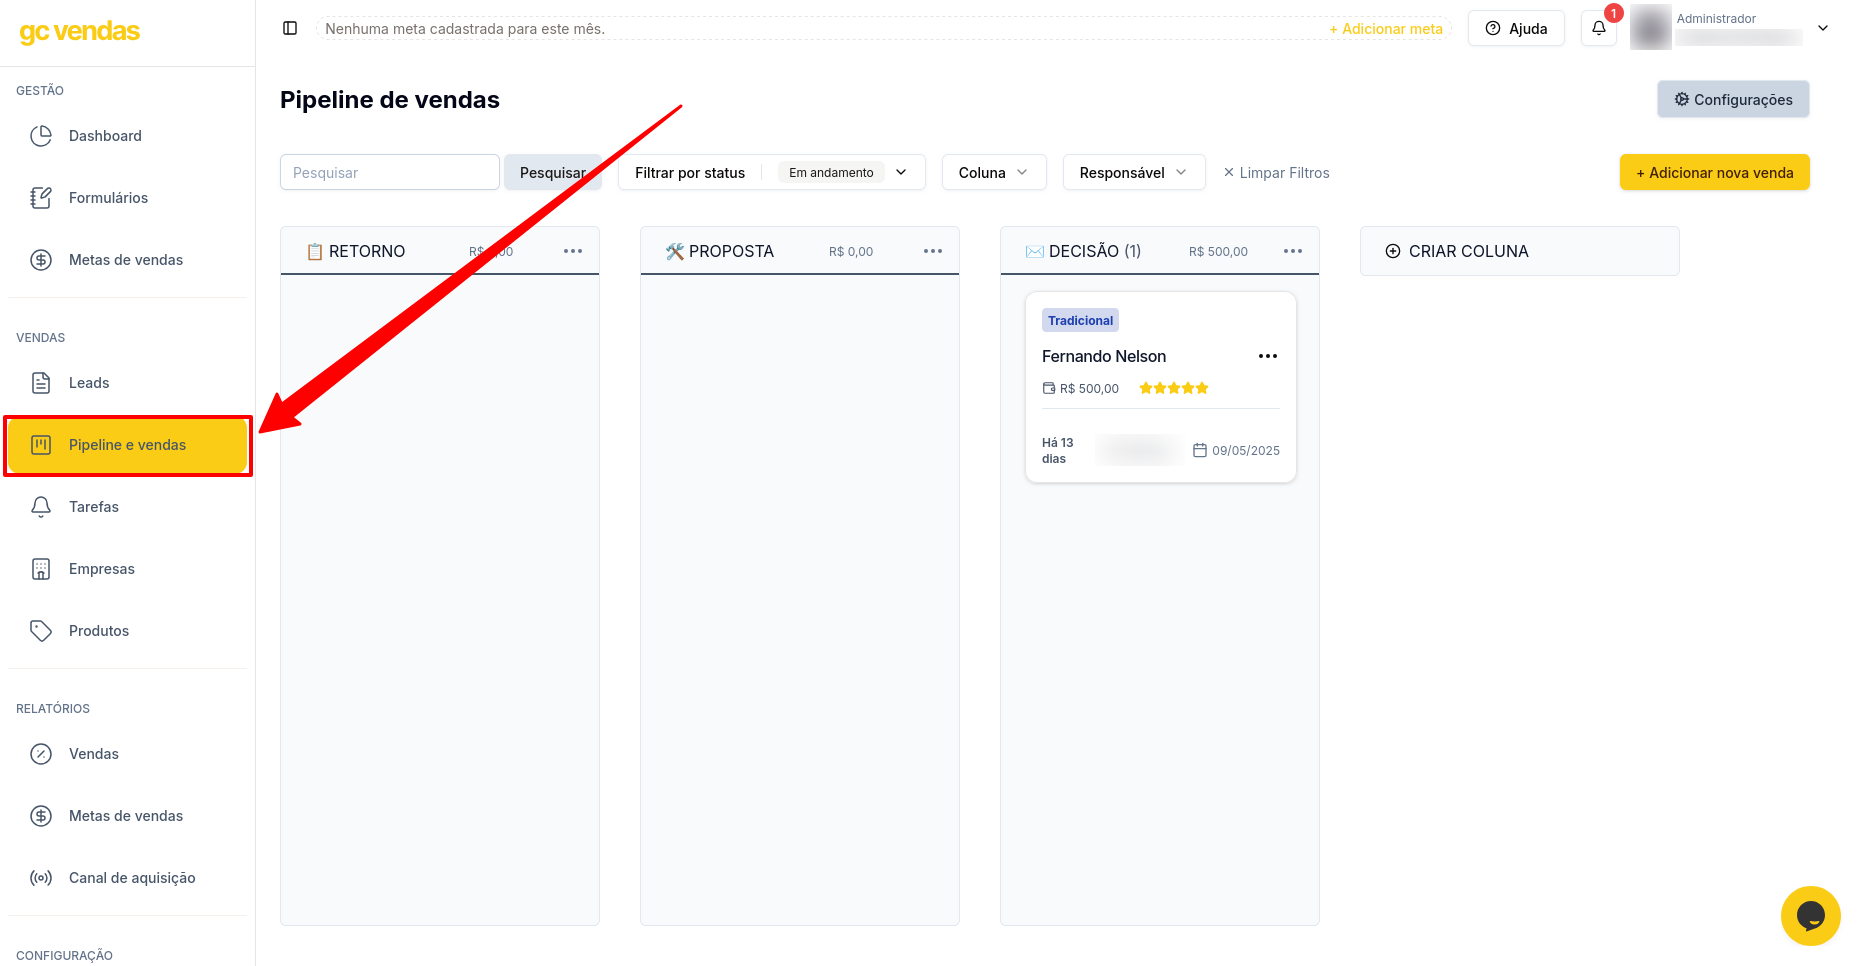 gc vendas
Nenhuma meta cadastrada para este mês.
+ Adicionar meta
Ajuda
1
Administrador
GESTÃO
Dashboard
Formulários
Metas de vendas
VENDAS
Leads
Pipeline e vendas
Tarefas
Empresas
Produtos
RELATÓRIOS
Vendas
Metas de vendas
Canal de aquisição
CONFIGURAÇÃO
Pipeline de vendas
Configurações
Pesquisar
Pesquisar
Filtrar por status
Em andamento
Coluna
Responsável
Limpar Filtros
+ Adicionar nova venda
📋 RETORNO
🛠️ PROPOSTA
R$ 0,00
✉️ DECISÃO (1)
R$ 500,00
CRIAR COLUNA
Tradicional
Fernando Nelson
R$ 500,00
Há 13
dias
09/05/2025